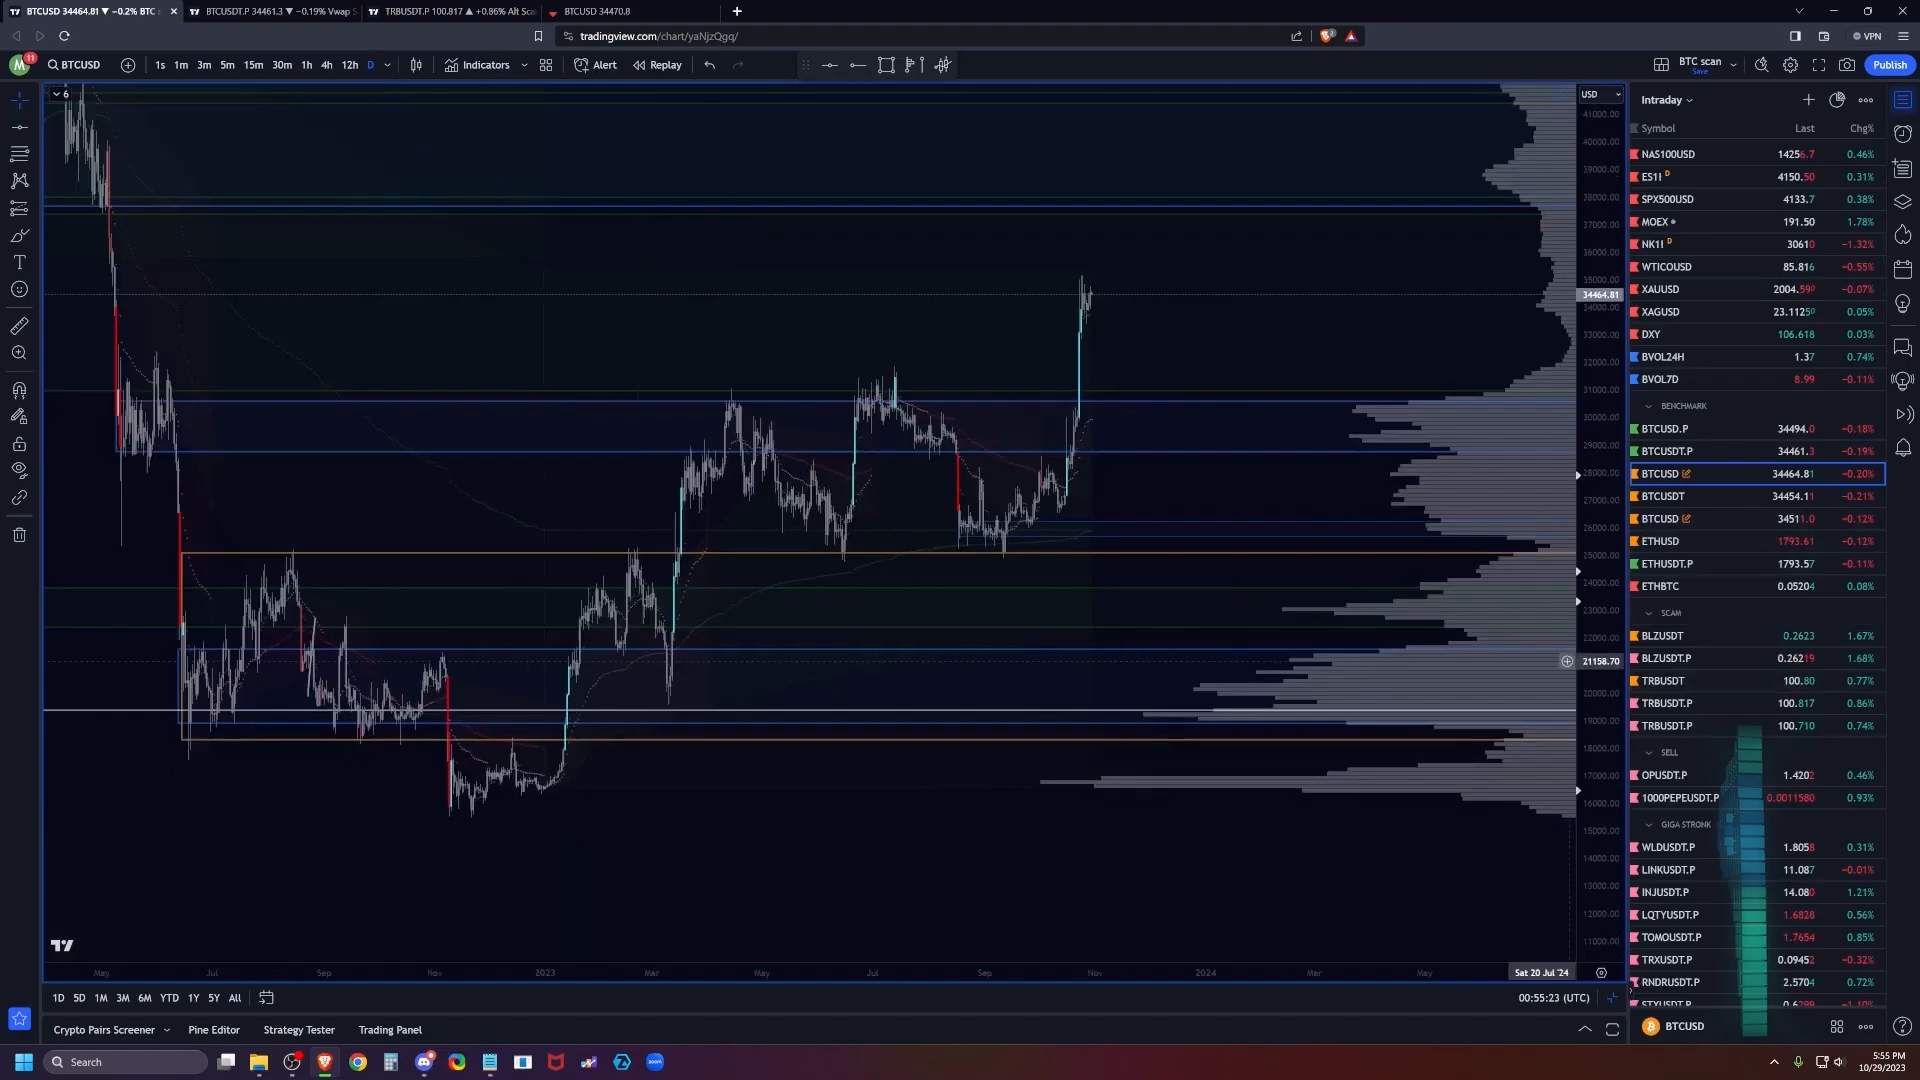 BTCUSD 34464.81 ▼ −0.2% BTC s
BTCUSDT.P 34461.3 ▼ −0.19% Vwap S
TRBUSDT.P 100.817 ▲ +0.86% Alt Sca
BTCUSD 34470.8
tradingview.com/chart/yaNjzQgq/
2
VPN
M
11
BTCUSD
1s 1m 3m 5m 15m 30m 1h 4h 12h D
Indicators
Alert
Replay
BTC scan
Save
Publish
6
USD
41000.00
40000.00
39000.00
38000.00
37000.00
36000.00
35000.00
34464.81
34000.00
33000.00
32000.00
31000.00
30000.00
29000.00
28000.00
27000.00
26000.00
25000.00
24000.00
23000.00
22000.00
21158.70
20000.00
19000.00
18000.00
17000.00
16000.00
15000.00
14000.00
13000.00
12000.00
11000.00
May Jul Sep Nov 2023 Mar May Jul Sep Nov 2024 Mar May Sat 20 Jul '24
1D 5D 1M 3M 6M YTD 1Y 5Y All
00:55:23 (UTC)
Crypto Pairs Screener
Pine Editor
Strategy Tester
Trading Panel
Intraday
Symbol Last Chg%
NAS100USD 14256.7 0.46%
ES1! D 4150.50 0.31%
SPX500USD 4133.7 0.38%
MOEX 191.50 1.78%
NK1! D 30610 −1.32%
WTICOUSD 85.816 −0.55%
XAUUSD 2004.590 −0.07%
XAGUSD 23.11250 0.05%
DXY 106.618 0.03%
BVOL24H 1.37 0.74%
BVOL7D 8.99 −0.11%
BENCHMARK
BTCUSD.P 34494.0 −0.18%
BTCUSDT.P 34461.3 −0.19%
BTCUSD 34464.81 −0.20%
BTCUSDT 34454.11 −0.21%
BTCUSD 34511.0 −0.12%
ETHUSD 1793.61 −0.12%
ETHUSDT.P 1793.57 −0.11%
ETHBTC 0.05204 0.08%
SCAM
BLZUSDT 0.2623 1.67%
BLZUSDT.P 0.26219 1.68%
TRBUSDT 100.80 0.77%
TRBUSDT.P 100.817 0.86%
TRBUSDT.P 100.710 0.74%
SELL
OPUSDT.P 1.4202 0.46%
1000PEPEUSDT.P 0.0011580 0.93%
GIGA STRONK
WLDUSDT.P 1.8058 0.31%
LINKUSDT.P 11.087 −0.01%
INJUSDT.P 14.080 1.21%
LQTYUSDT.P 1.6828 0.56%
TOMOUSDT.P 1.7654 0.85%
TRXUSDT.P 0.09452 −0.32%
RNDRUSDT.P 2.5704 0.72%
STXUSDT.P 0.6299 −1.10%
BTCUSD
Search
zoom
5:55 PM
10/29/2023